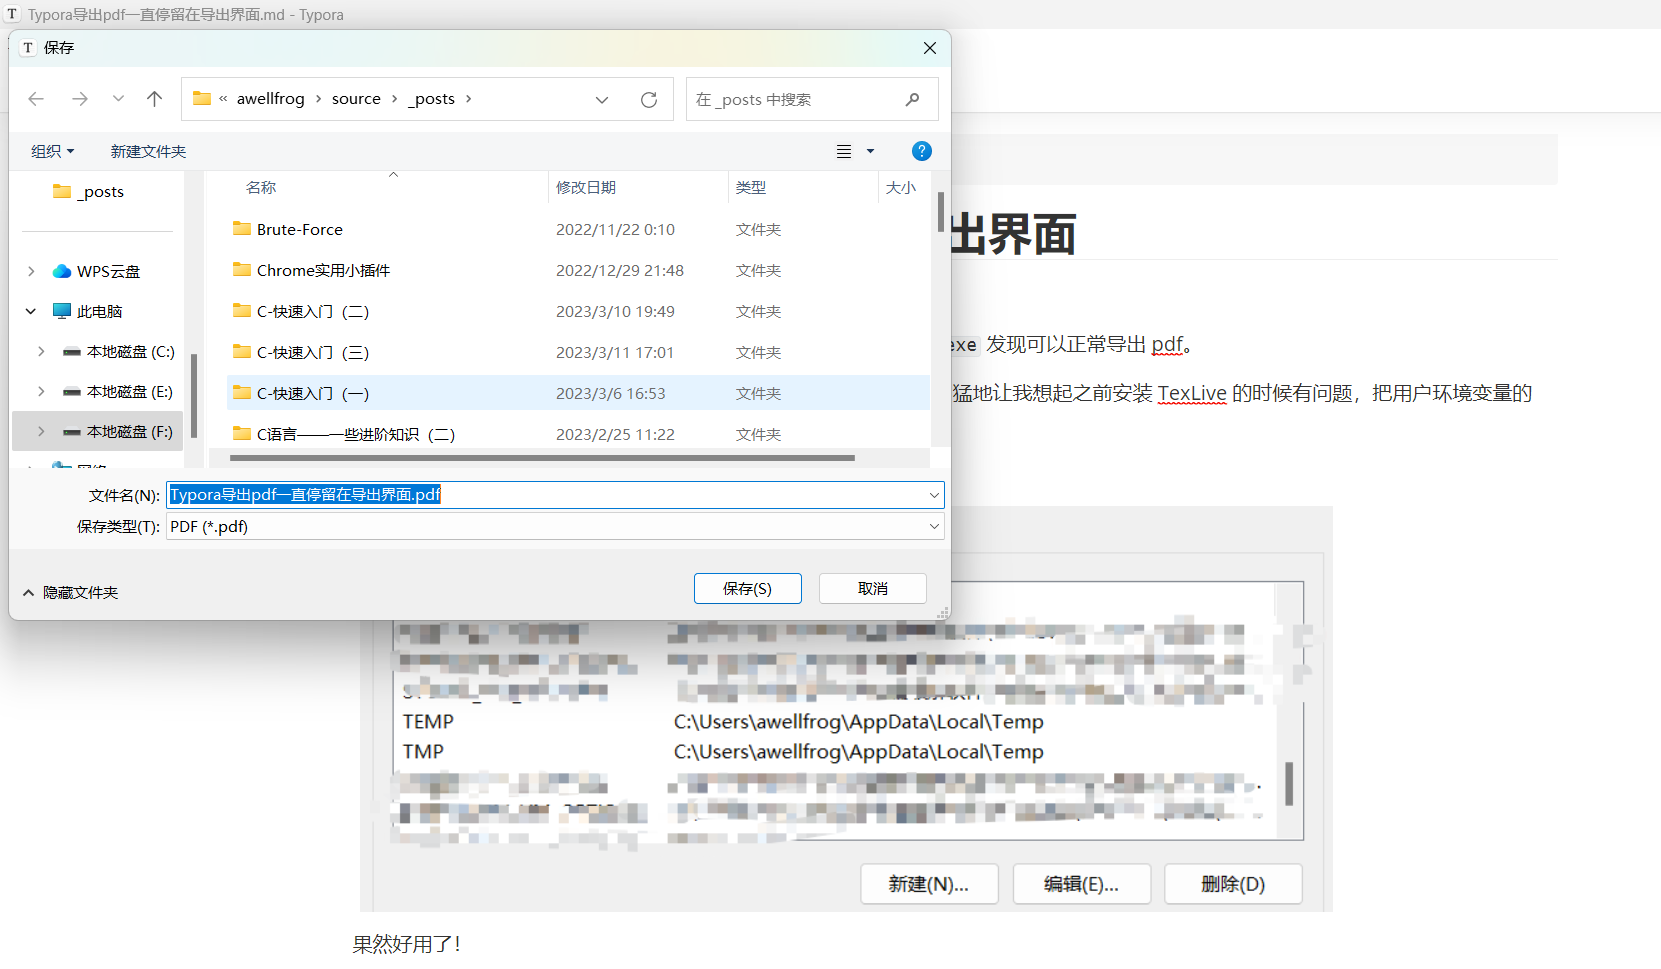 Typora导出pdf一直停留在导出界面.md - Typora
保存
« awellfrog › source › _posts ›
在 _posts 中搜索
组织
新建文件夹
_posts
WPS云盘
此电脑
本地磁盘 (C:)
本地磁盘 (E:)
本地磁盘 (F:)
名称 修改日期 类型 大小
Brute-Force 2022/11/22 0:10 文件夹
Chrome实用小插件 2022/12/29 21:48 文件夹
C-快速入门（二） 2023/3/10 19:49 文件夹
C-快速入门（三） 2023/3/11 17:01 文件夹
C-快速入门（一） 2023/3/6 16:53 文件夹
C语言——一些进阶知识（二） 2023/2/25 11:22 文件夹
文件名(N): Typora导出pdf一直停留在导出界面.pdf
保存类型(T): PDF (*.pdf)
隐藏文件夹
保存(S)
取消
出界面
exe 发现可以正常导出 pdf。
猛地让我想起之前安装 TexLive 的时候有问题，把用户环境变量的
TEMP C:\Users\awellfrog\AppData\Local\Temp
TMP C:\Users\awellfrog\AppData\Local\Temp
新建(N)...
编辑(E)...
删除(D)
果然好用了！